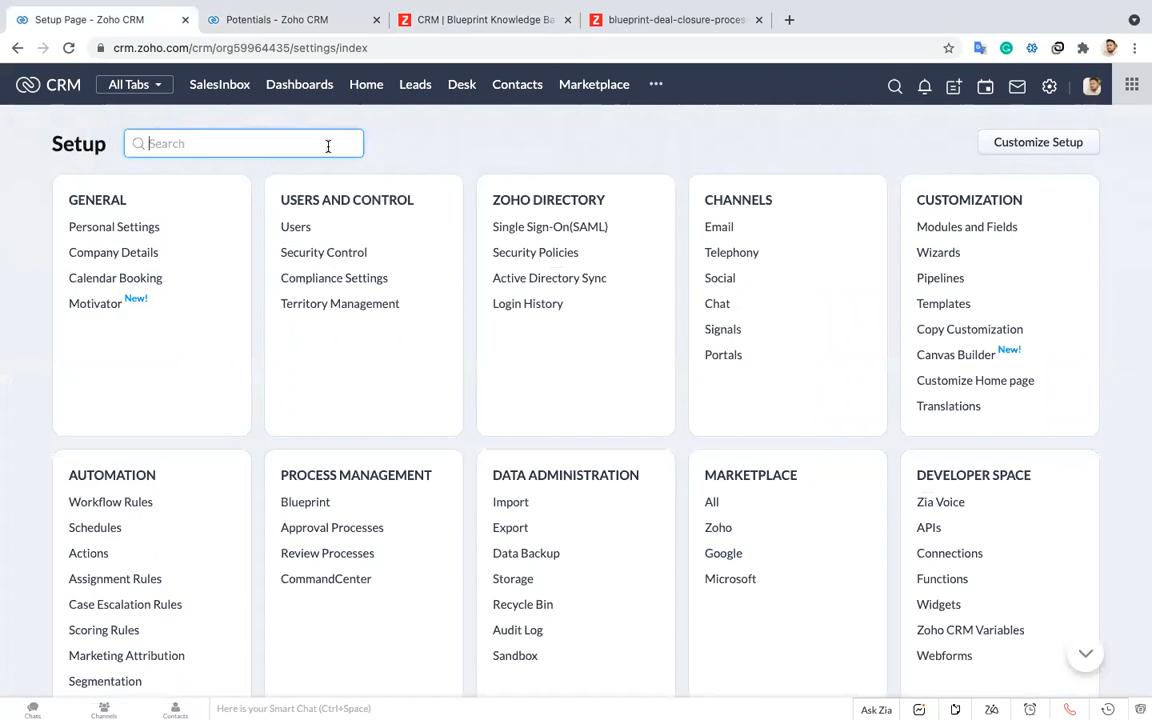 Setup Page - Zoho CRM
Potentials - Zoho CRM
CRM | Blueprint Knowledge Ba
blueprint-deal-closure-proces
crm.zoho.com/crm/org59964435/settings/index
CRM
All Tabs
SalesInbox
Dashboards
Home
Leads
Desk
Contacts
Marketplace
Setup
Search
Customize Setup
GENERAL
Personal Settings
Company Details
Calendar Booking
Motivator New!
USERS AND CONTROL
Users
Security Control
Compliance Settings
Territory Management
ZOHO DIRECTORY
Single Sign-On(SAML)
Security Policies
Active Directory Sync
Login History
CHANNELS
Email
Telephony
Social
Chat
Signals
Portals
CUSTOMIZATION
Modules and Fields
Wizards
Pipelines
Templates
Copy Customization
Canvas Builder New!
Customize Home page
Translations
AUTOMATION
Workflow Rules
Schedules
Actions
Assignment Rules
Case Escalation Rules
Scoring Rules
Marketing Attribution
Segmentation
PROCESS MANAGEMENT
Blueprint
Approval Processes
Review Processes
CommandCenter
DATA ADMINISTRATION
Import
Export
Data Backup
Storage
Recycle Bin
Audit Log
Sandbox
MARKETPLACE
All
Zoho
Google
Microsoft
DEVELOPER SPACE
Zia Voice
APIs
Connections
Functions
Widgets
Zoho CRM Variables
Webforms
Chats
Channels
Contacts
Here is your Smart Chat (Ctrl+Space)
Ask Zia